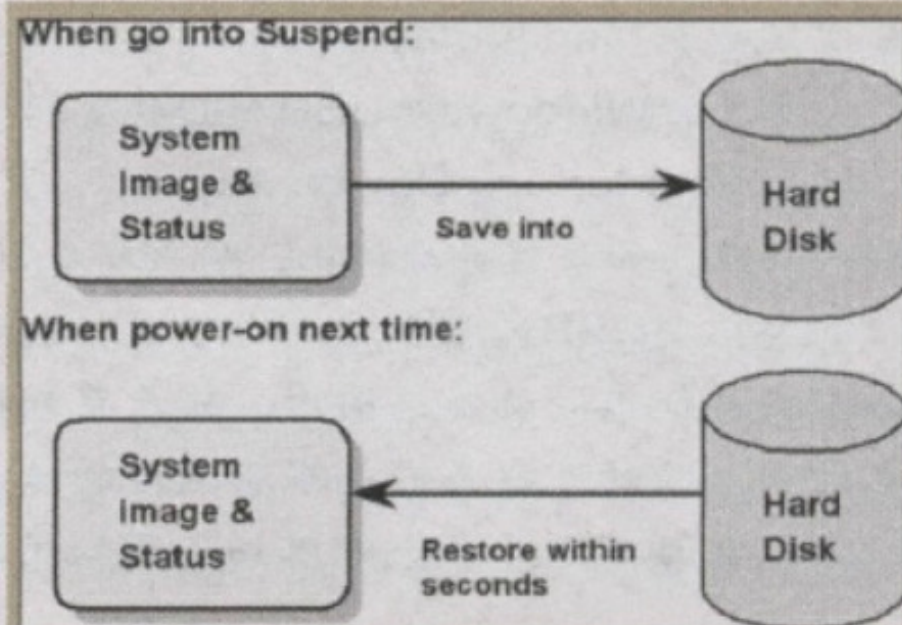 When go into Suspend:
System
Image &
Status
Save into
Hard
Disk
When power-on next time:
System
Image &
Status
Restore within
seconds
Hard
Disk